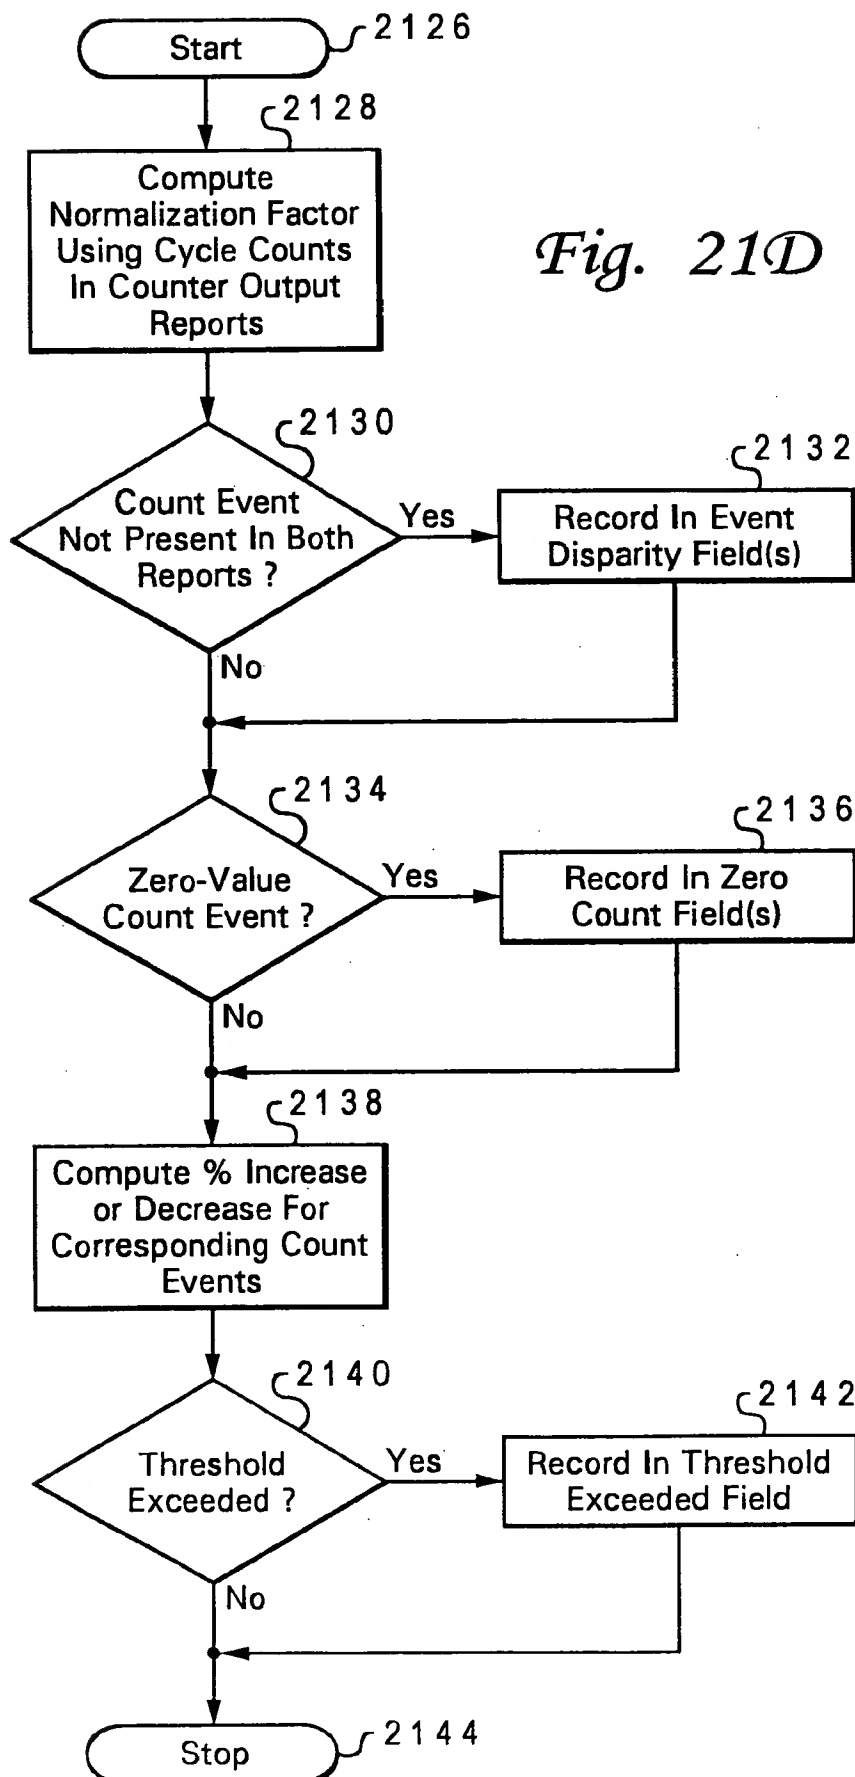 Start
2126
2128
Compute
Normalization Factor
Using Cycle Counts
In Counter Output
Reports
Fig. 21D
2130
Count Event
Not Present In Both
Reports ?
Yes
2132
Record In Event
Disparity Field(s)
No
2134
Zero-Value
Count Event ?
Yes
2136
Record In Zero
Count Field(s)
No
2138
Compute % Increase
or Decrease For
Corresponding Count
Events
2140
Threshold
Exceeded ?
Yes
2142
Record In Threshold
Exceeded Field
No
Stop
2144